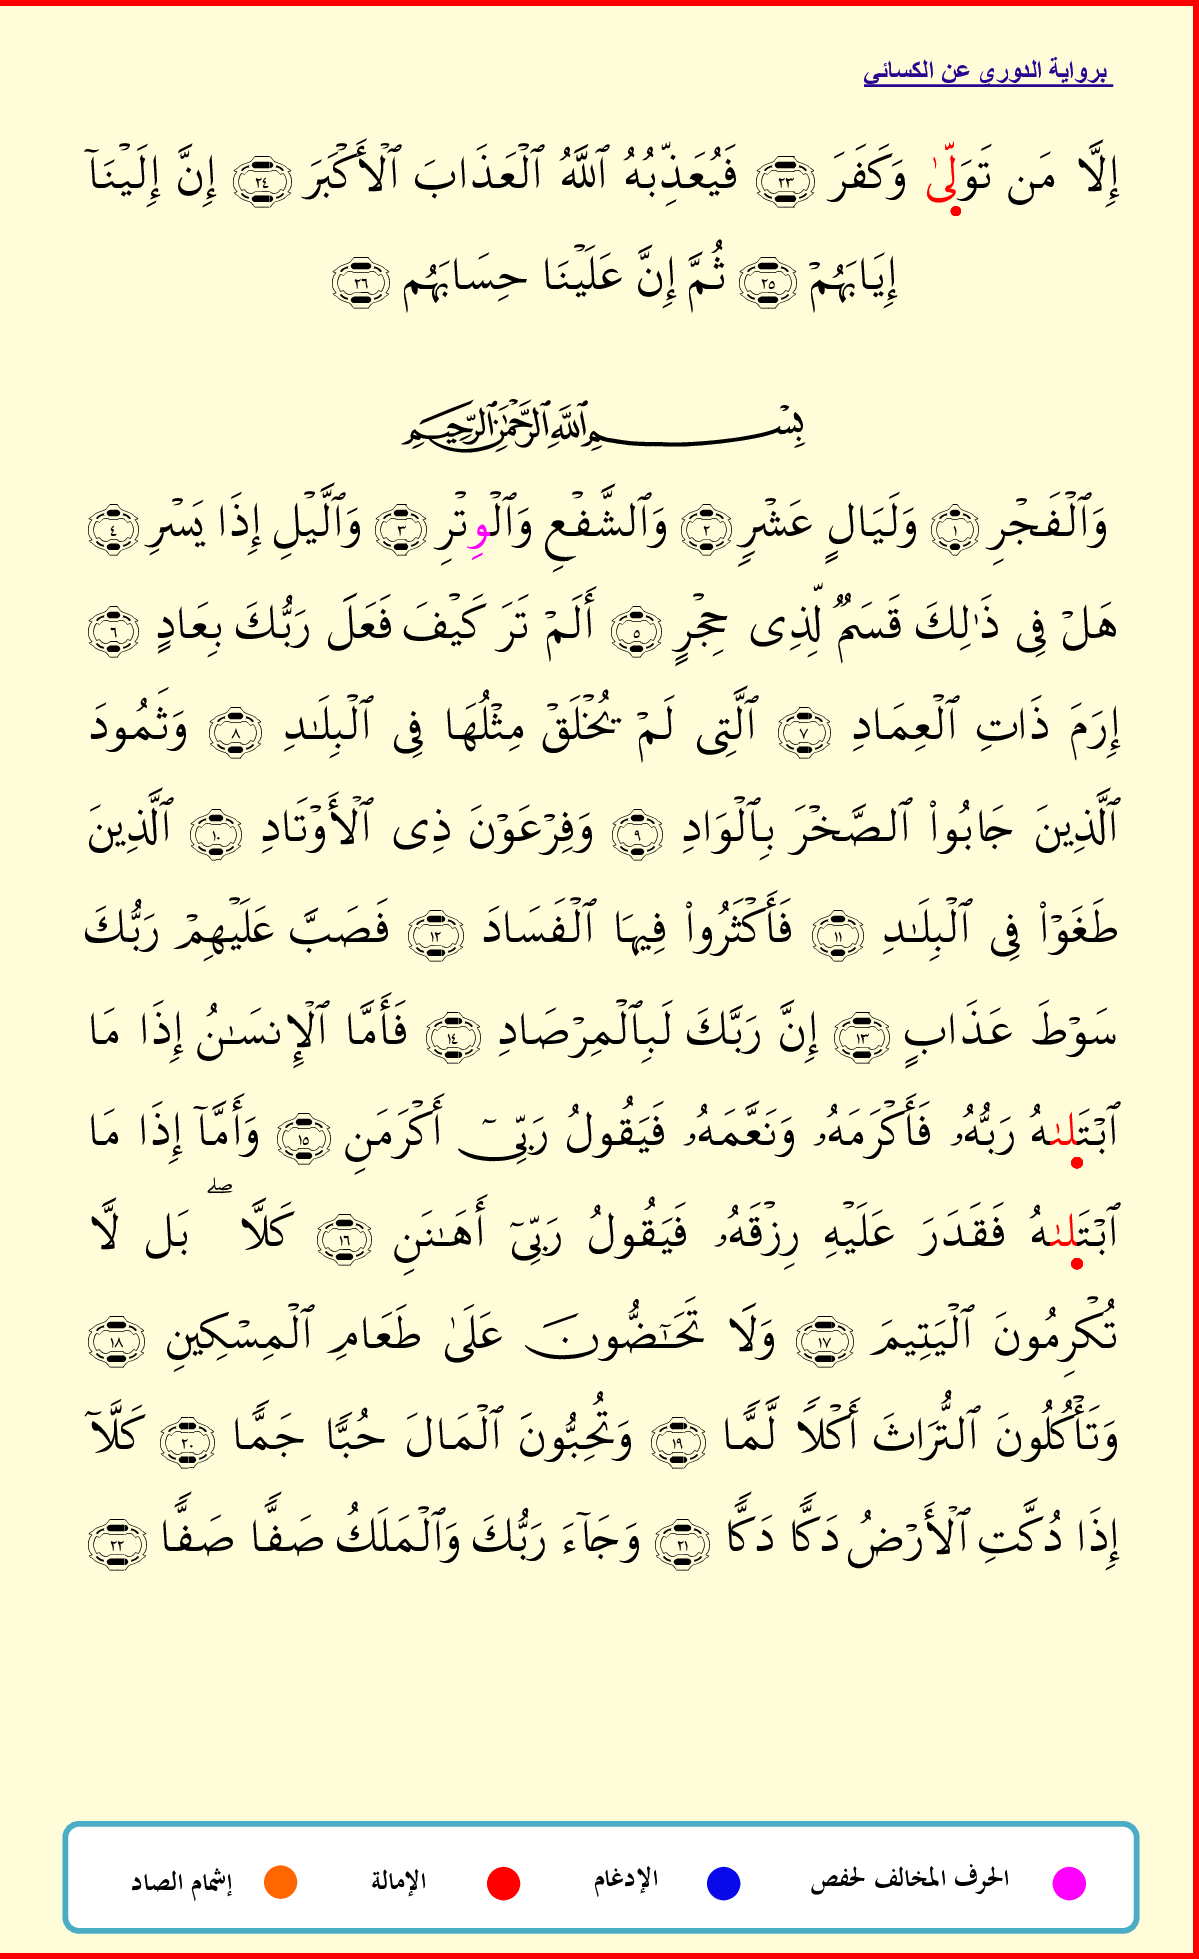 برواية الدوري عن الكسائي
إِلَّا مَن تَوَلّىٰ وَكَفَرَ ٢٣ فَيُعَذِّبُهُ ٱللَّهُ ٱلْعَذَابَ ٱلْأَكْبَرَ ٢٤ إِنَّ إِلَيْنَآ
إِيَابَهُمْ ٢٥ ثُمَّ إِنَّ عَلَيْنَا حِسَابَهُم ٢٦
بِسْمِ ٱللَّهِ ٱلرَّحْمَٰنِ ٱلرَّحِيمِ
وَٱلْفَجْرِ ١ وَلَيَالٍ عَشْرٍ ٢ وَٱلشَّفْعِ وَٱلْوِتْرِ ٣ وَٱلَّيْلِ إِذَا يَسْرِ ٤
هَلْ فِى ذَٰلِكَ قَسَمٌ لِّذِى حِجْرٍ ٥ أَلَمْ تَرَ كَيْفَ فَعَلَ رَبُّكَ بِعَادٍ ٦
إِرَمَ ذَاتِ ٱلْعِمَادِ ٧ ٱلَّتِى لَمْ يُخْلَقْ مِثْلُهَا فِى ٱلْبِلَٰدِ ٨ وَثَمُودَ
ٱلَّذِينَ جَابُوا۟ ٱلصَّخْرَ بِٱلْوَادِ ٩ وَفِرْعَوْنَ ذِى ٱلْأَوْتَادِ ١٠ ٱلَّذِينَ
طَغَوْا۟ فِى ٱلْبِلَٰدِ ١١ فَأَكْثَرُوا۟ فِيهَا ٱلْفَسَادَ ١٢ فَصَبَّ عَلَيْهِمْ رَبُّكَ
سَوْطَ عَذَابٍ ١٣ إِنَّ رَبَّكَ لَبِٱلْمِرْصَادِ ١٤ فَأَمَّا ٱلْإِنسَٰنُ إِذَا مَا
ٱبْتَلىٰهُ رَبُّهُۥ فَأَكْرَمَهُۥ وَنَعَّمَهُۥ فَيَقُولُ رَبِّىٓ أَكْرَمَنِ ١٥ وَأَمَّآ إِذَا مَا
ٱبْتَلىٰهُ فَقَدَرَ عَلَيْهِ رِزْقَهُۥ فَيَقُولُ رَبِّىٓ أَهَٰنَنِ ١٦ كَلَّا ۖ بَل لَّا
تُكْرِمُونَ ٱلْيَتِيمَ ١٧ وَلَا تَحَٰٓضُّونَ عَلَىٰ طَعَامِ ٱلْمِسْكِينِ ١٨
وَتَأْكُلُونَ ٱلتُّرَاثَ أَكْلًا لَّمًّا ١٩ وَتُحِبُّونَ ٱلْمَالَ حُبًّا جَمًّا ٢٠ كَلَّآ
إِذَا دُكَّتِ ٱلْأَرْضُ دَكًّا دَكًّا ٢١ وَجَآءَ رَبُّكَ وَٱلْمَلَكُ صَفًّا صَفًّا ٢٢
الحرف المخالف لحفص الإدغام الإمالة إشمام الصاد